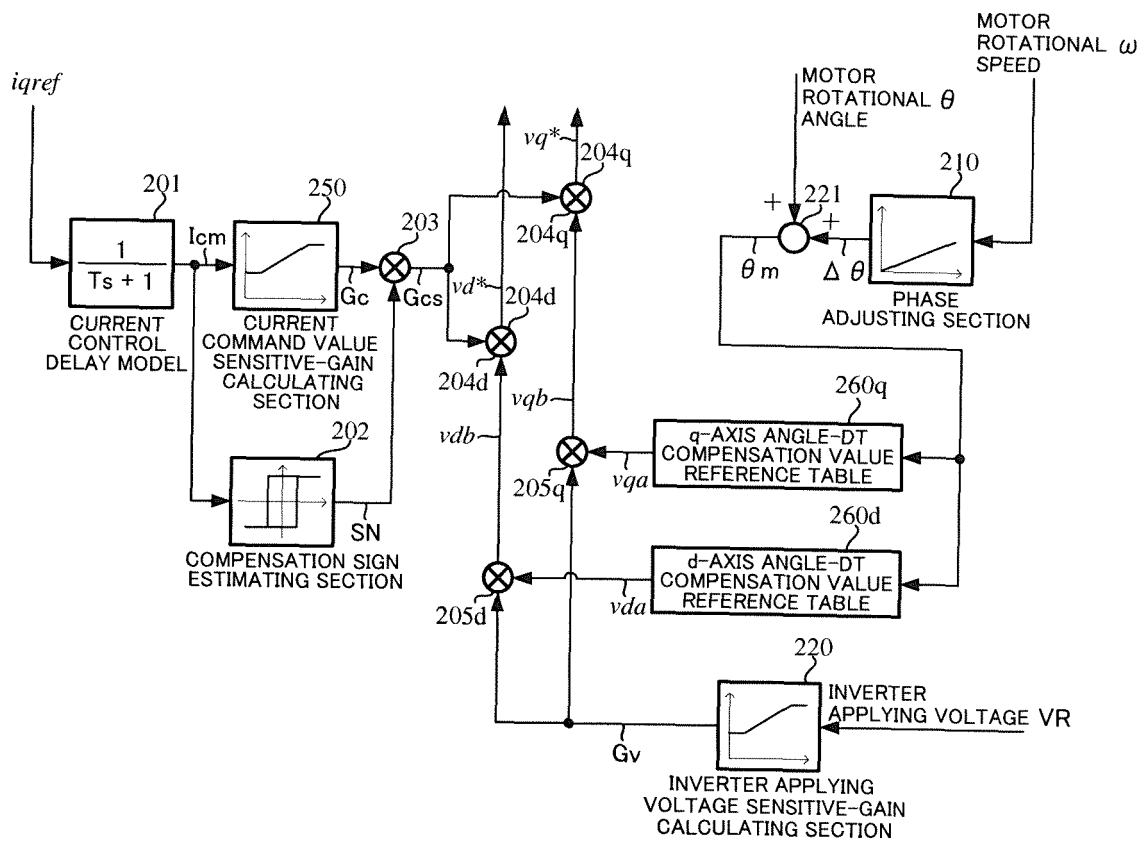 MOTOR
ROTATIONAL ω
SPEED
MOTOR
ROTATIONAL θ
ANGLE
iqref
vq*
204q
204q
201
250
203
210
221
+
+
1
Ts + 1
Icm
Gc
Gcs
vd*
204d
204d
θm
Δθ
CURRENT
CONTROL
DELAY MODEL
CURRENT
COMMAND VALUE
SENSITIVE-GAIN
CALCULATING
SECTION
PHASE
ADJUSTING SECTION
vqb
vdb
260q
q-AXIS ANGLE-DT
COMPENSATION VALUE
REFERENCE TABLE
vqa
205q
202
SN
COMPENSATION SIGN
ESTIMATING SECTION
260d
d-AXIS ANGLE-DT
COMPENSATION VALUE
REFERENCE TABLE
vda
205d
220
INVERTER
APPLYING VOLTAGE VR
Gv
INVERTER APPLYING
VOLTAGE SENSITIVE-GAIN
CALCULATING SECTION